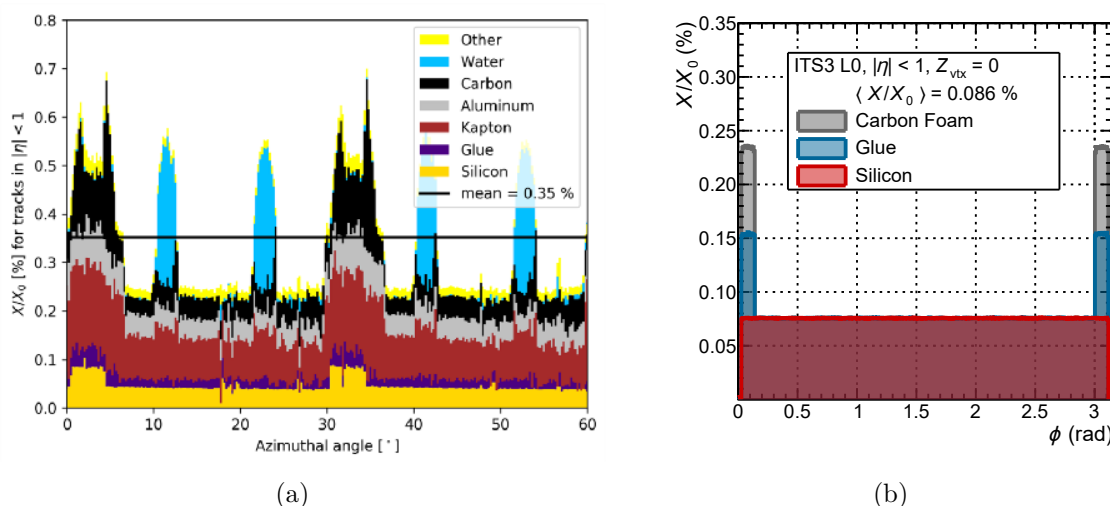 0.8
0.7
0.6
0.5
0.4
0.3
0.2
0.1
0.0
X/X₀ [%] for tracks in |η| < 1
Other
Water
Carbon
Aluminum
Kapton
Glue
Silicon
mean = 0.35 %
0 10 20 30 40 50 60
Azimuthal angle [°]
(a)
X/X₀ (%)
0.35
0.30
0.25
0.20
0.15
0.10
0.05
ITS3 L0, |η| < 1, Z_vtx = 0
⟨ X/X₀ ⟩ = 0.086 %
Carbon Foam
Glue
Silicon
0 0.5 1 1.5 2 2.5 3
ϕ (rad)
(b)